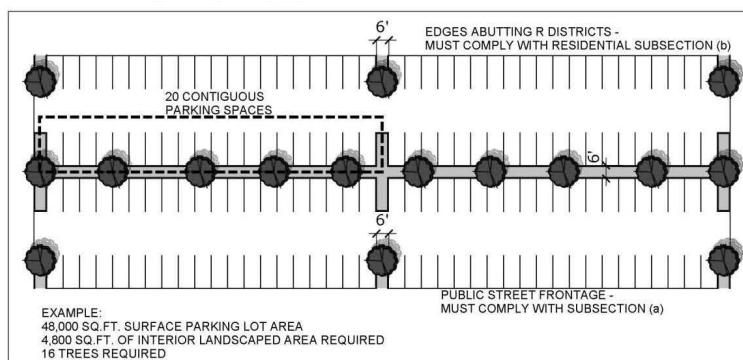 6'
EDGES ABUTTING R DISTRICTS -
MUST COMPLY WITH RESIDENTIAL SUBSECTION (b)
20 CONTIGUOUS
PARKING SPACES
6'
6'
PUBLIC STREET FRONTAGE -
MUST COMPLY WITH SUBSECTION (a)
EXAMPLE:
48,000 SQ.FT. SURFACE PARKING LOT AREA
4,800 SQ.FT. OF INTERIOR LANDSCAPED AREA REQUIRED
16 TREES REQUIRED